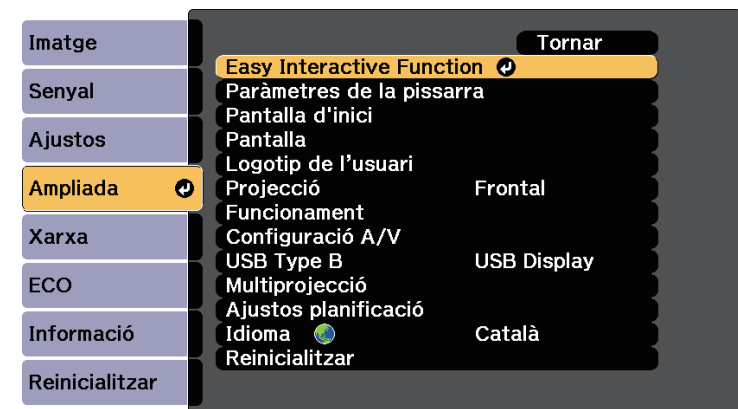 Imatge
Senyal
Ajustos
Ampliada
Xarxa
ECO
Informació
Reinicialitzar
Tornar
Easy Interactive Function
Paràmetres de la pissarra
Pantalla d'inici
Pantalla
Logotip de l’usuari
Projecció Frontal
Funcionament
Configuració A/V
USB Type B USB Display
Multiprojecció
Ajustos planificació
Idioma Català
Reinicialitzar